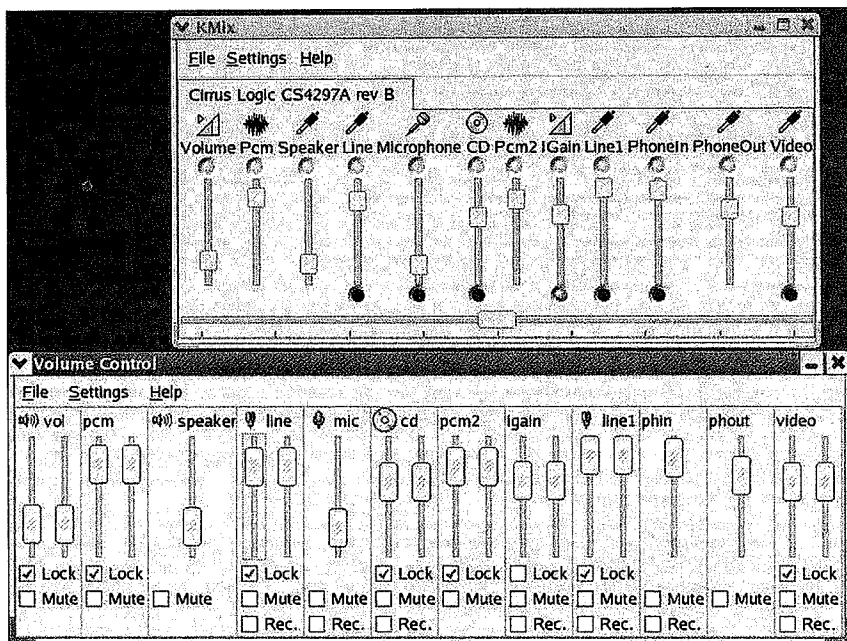 KMix
File Settings Help
Cirrus Logic CS4297A rev B
Volume Pcm Speaker Line Microphone CD Pcm2 IGain Line1 PhoneIn PhoneOut Video
Volume Control
File Settings Help
vol pcm speaker line mic cd pcm2 igain line1 phin phout video
Lock Lock Lock Lock Lock Lock Lock Lock
Mute Mute Mute Mute Mute Mute Mute Mute Mute Mute Mute Mute
Rec. Rec. Rec. Rec. Rec. Rec. Rec.